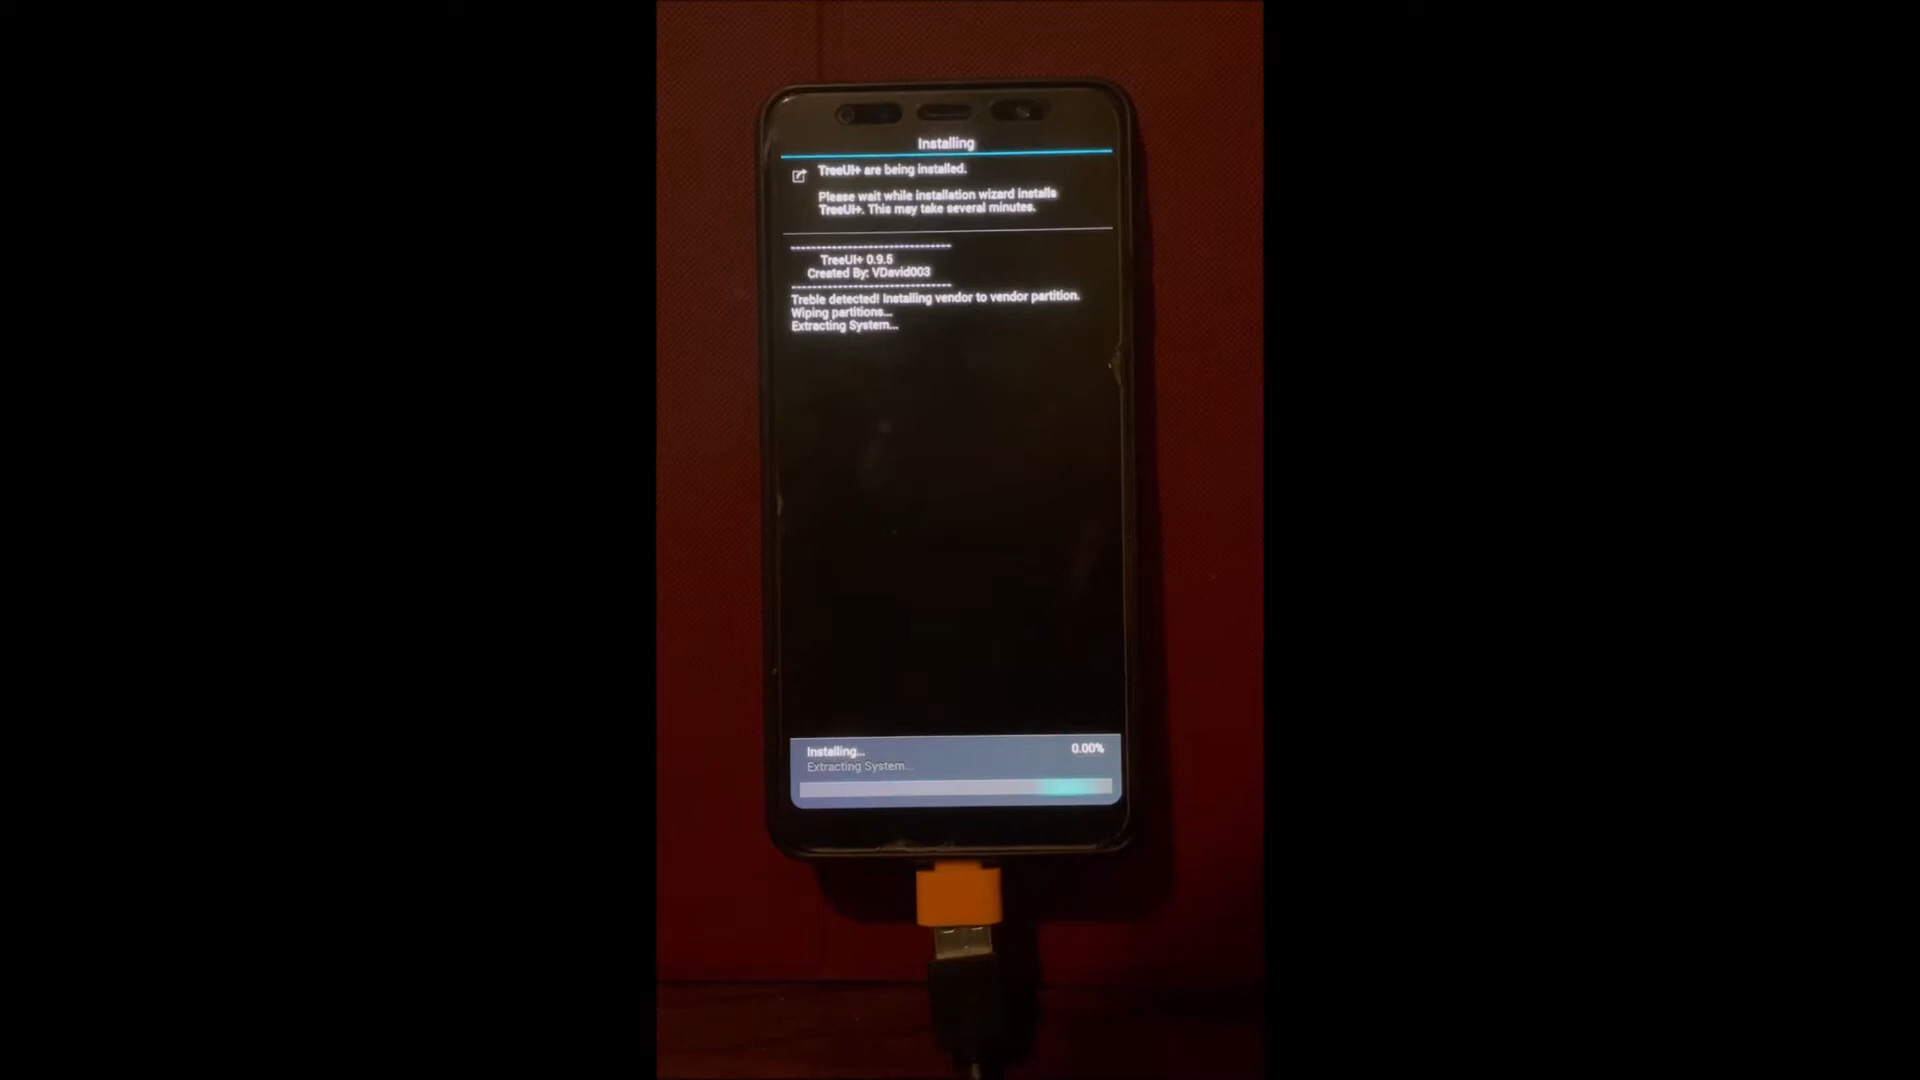 Installing
TreeUI+ are being installed.
Please wait while installation wizard installs
TreeUI+. This may take several minutes.
----------------------------------------
TreeUI+ 0.9.5
Created By: VDavid003
----------------------------------------
Treble detected! Installing vendor to vendor partition.
Wiping partitions...
Extracting System...
Installing... 0.00%
Extracting System...